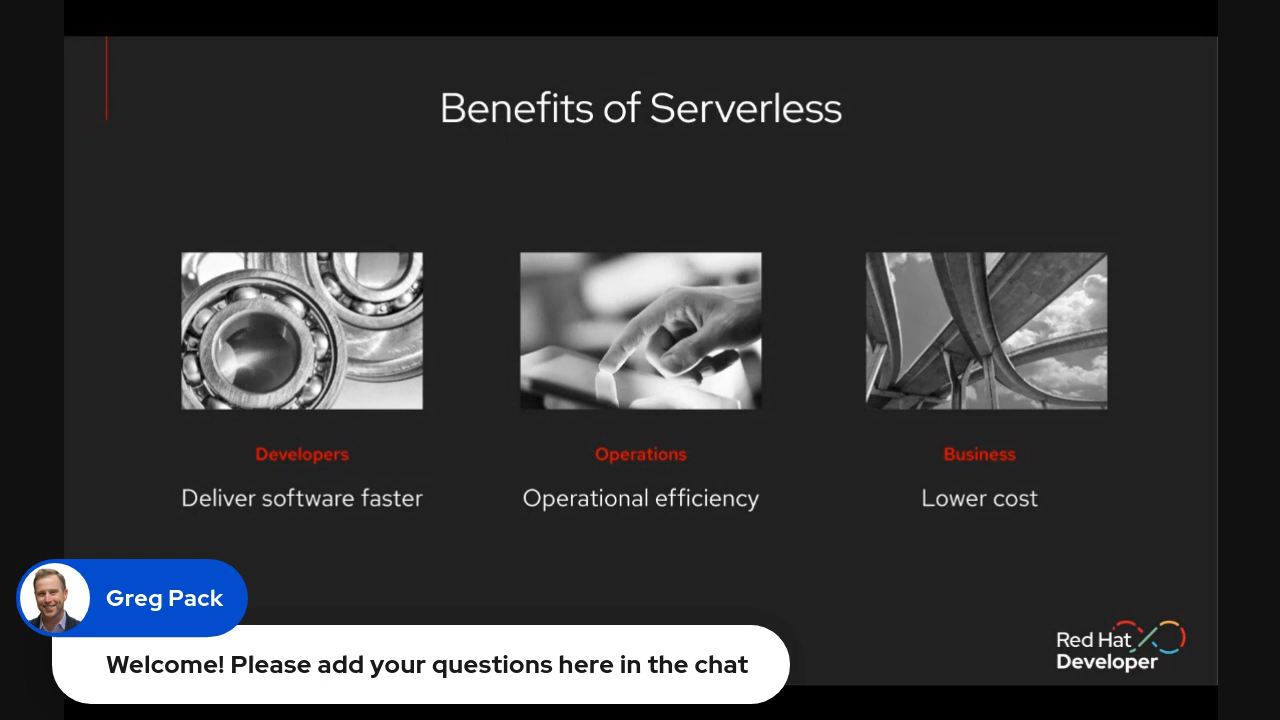 Benefits of Serverless
Developers
Deliver software faster
Operations
Operational efficiency
Business
Lower cost
Greg Pack
Welcome! Please add your questions here in the chat
Red Hat
Developer